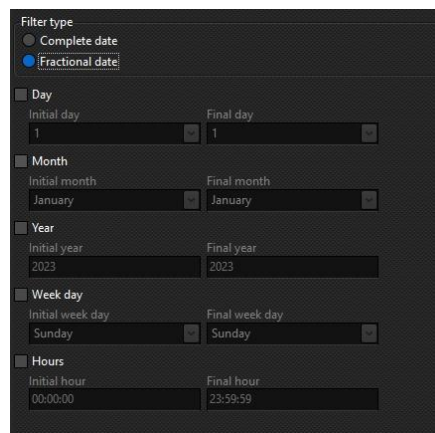 Filter type
Complete date
Fractional date
Day
Initial day Final day
1 1
Month
Initial month Final month
January January
Year
Initial year Final year
2023 2023
Week day
Initial week day Final week day
Sunday Sunday
Hours
Initial hour Final hour
00:00:00 23:59:59